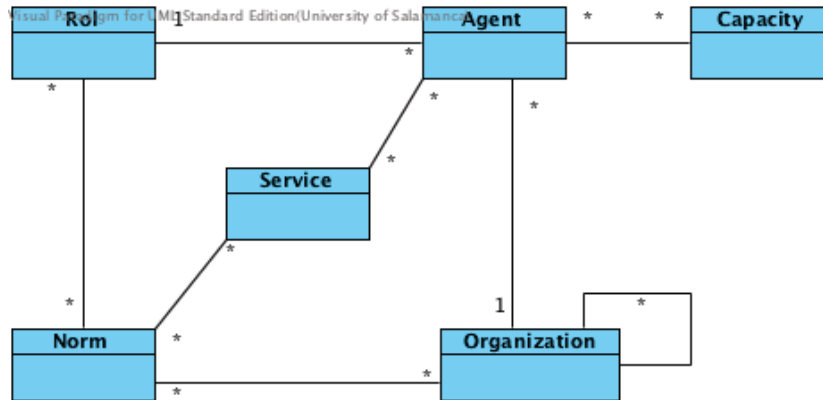 Visual Paradigm for UML Standard Edition(University of Salamanca)
Rol 1 Agent * * Capacity
*
* * *
*
Service
*
* 1 *
* 
Norm Organization
*
*